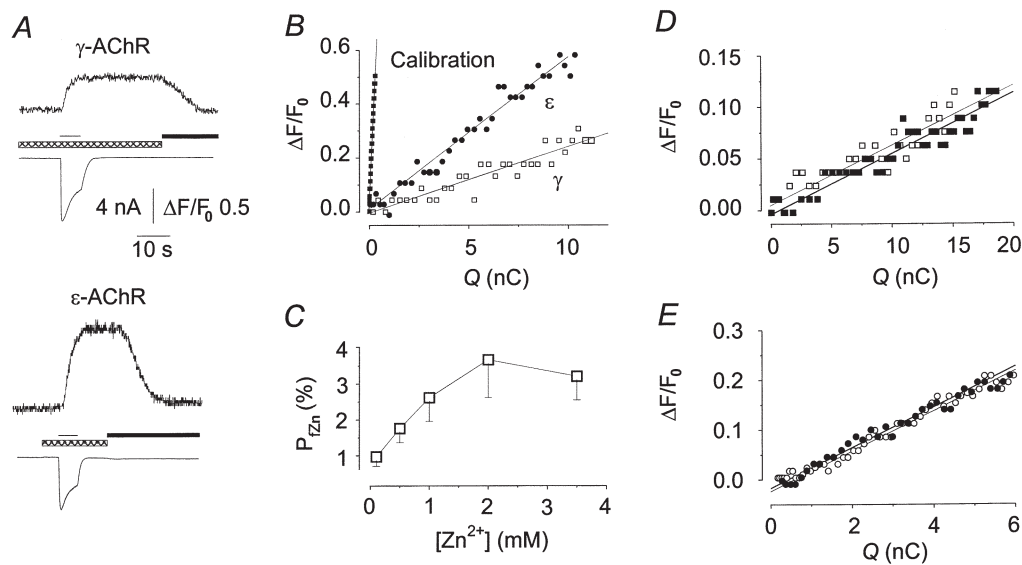 A
γ-AChR
4 nA
ΔF/F0 0.5
10 s
ε-AChR
B
Calibration
ε
γ
0.6
0.4
0.2
0.0
ΔF/F0
0
5
10
Q (nC)
C
4
3
2
1
PfZn (%)
0
1
2
3
4
[Zn2+] (mM)
D
0.15
0.10
0.05
0.00
ΔF/F0
0
5
10
15
20
Q (nC)
E
0.3
0.2
0.1
0.0
ΔF/F0
0
2
4
6
Q (nC)